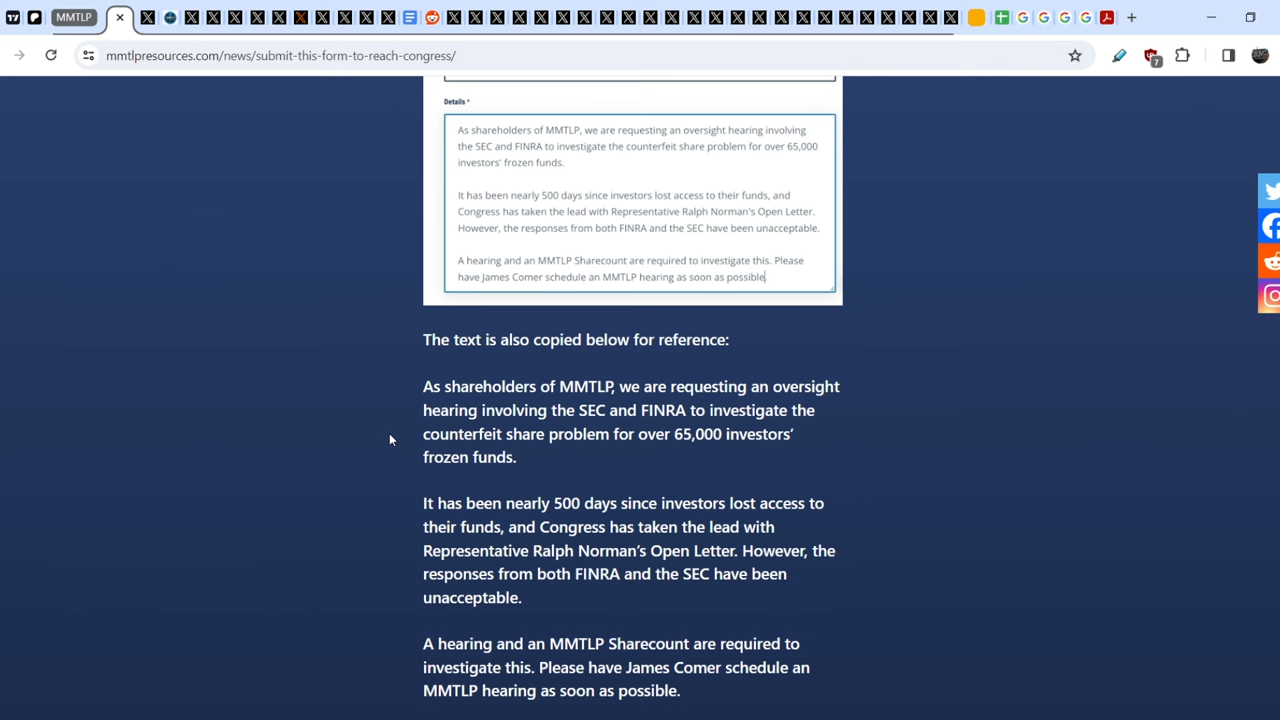 MMTLP
mmtlpresources.com/news/submit-this-form-to-reach-congress/
7
Details *
As shareholders of MMTLP, we are requesting an oversight hearing involving
the SEC and FINRA to investigate the counterfeit share problem for over 65,000
investors' frozen funds.
It has been nearly 500 days since investors lost access to their funds, and
Congress has taken the lead with Representative Ralph Norman's Open Letter.
However, the responses from both FINRA and the SEC have been unacceptable.
A hearing and an MMTLP Sharecount are required to investigate this. Please
have James Comer schedule an MMTLP hearing as soon as possible
The text is also copied below for reference:
As shareholders of MMTLP, we are requesting an oversight
hearing involving the SEC and FINRA to investigate the
counterfeit share problem for over 65,000 investors’
frozen funds.
It has been nearly 500 days since investors lost access to
their funds, and Congress has taken the lead with
Representative Ralph Norman’s Open Letter. However, the
responses from both FINRA and the SEC have been
unacceptable.
A hearing and an MMTLP Sharecount are required to
investigate this. Please have James Comer schedule an
MMTLP hearing as soon as possible.